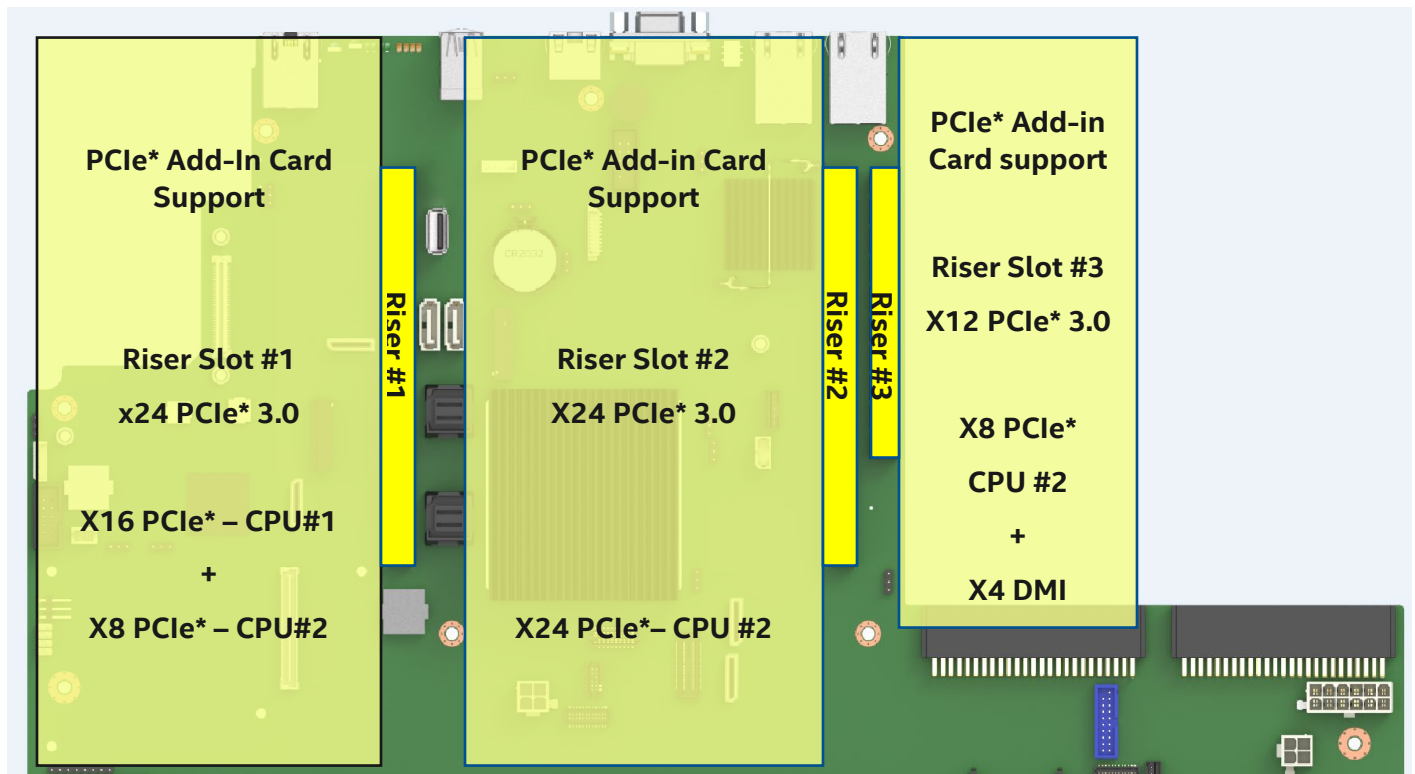 PCIe* Add-In Card
Support
Riser Slot #1
x24 PCIe* 3.0
X16 PCIe* – CPU#1
+
X8 PCIe* – CPU#2
Riser #1
PCIe* Add-in Card
Support
CR2032
Riser Slot #2
X24 PCIe* 3.0
X24 PCIe*– CPU #2
Riser #2
Riser #3
PCIe* Add-in
Card support
Riser Slot #3
X12 PCIe* 3.0
X8 PCIe*
CPU #2
+
X4 DMI